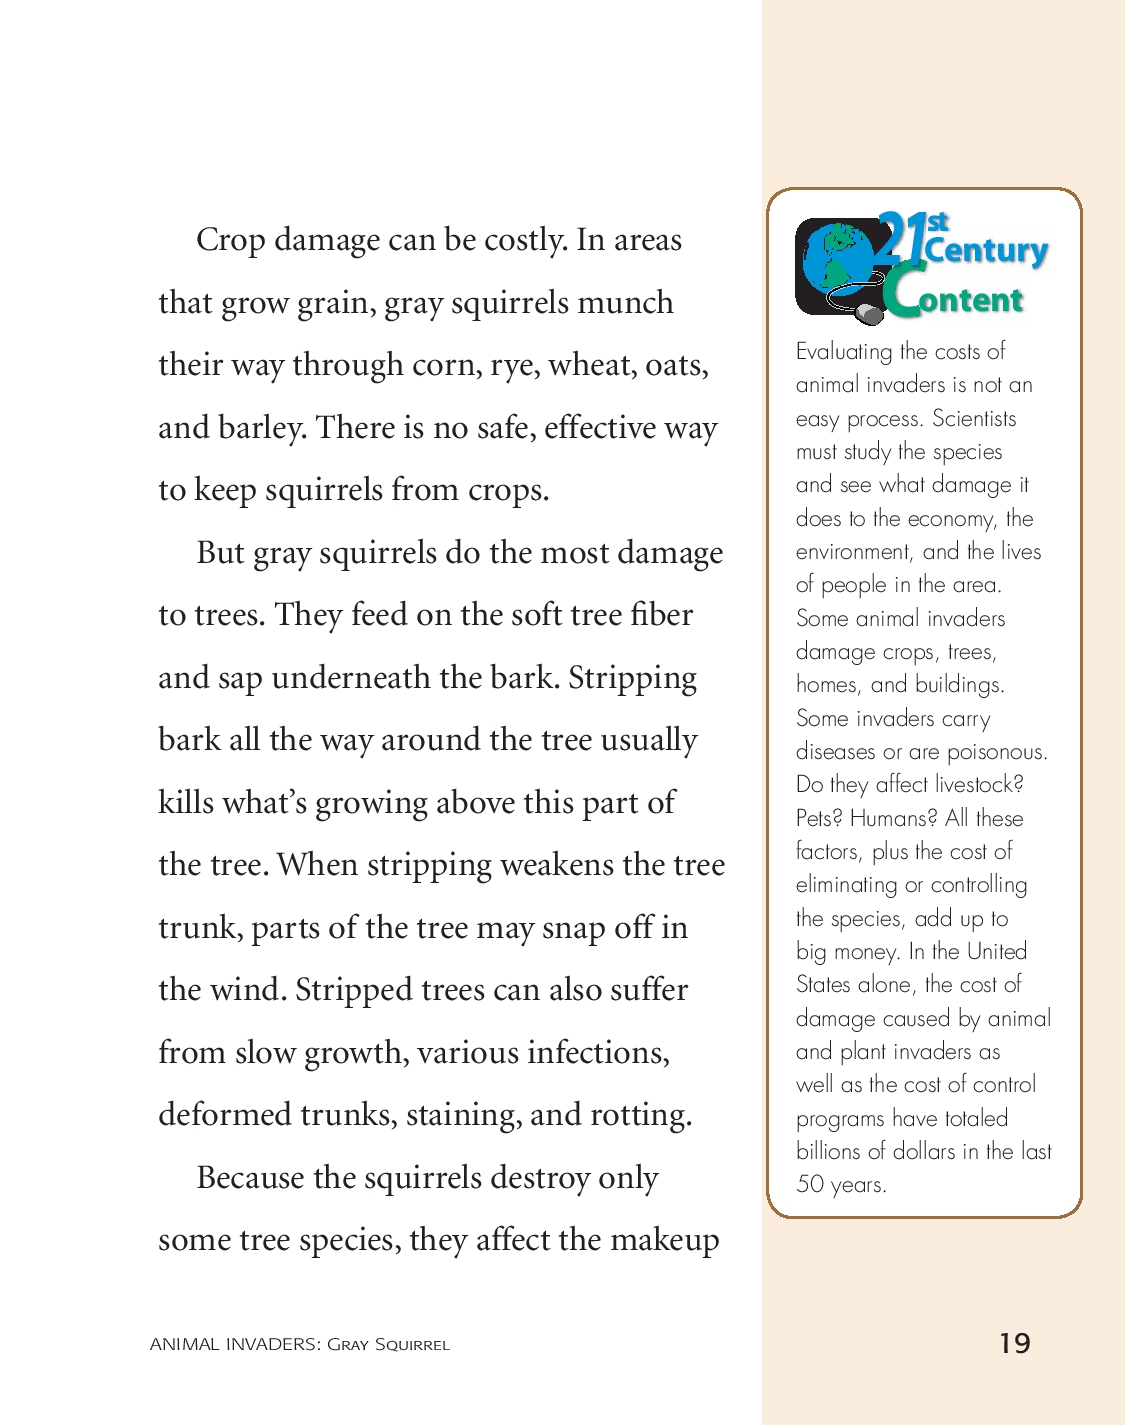 Crop damage can be costly. In areas
that grow grain, gray squirrels munch
their way through corn, rye, wheat, oats,
and barley. There is no safe, effective way
to keep squirrels from crops.
But gray squirrels do the most damage
to trees. They feed on the soft tree fiber
and sap underneath the bark. Stripping
bark all the way around the tree usually
kills what’s growing above this part of
the tree. When stripping weakens the tree
trunk, parts of the tree may snap off in
the wind. Stripped trees can also suffer
from slow growth, various infections,
deformed trunks, staining, and rotting.
Because the squirrels destroy only
some tree species, they affect the makeup
21st
Century
Content
Evaluating the costs of
animal invaders is not an
easy process. Scientists
must study the species
and see what damage it
does to the economy, the
environment, and the lives
of people in the area.
Some animal invaders
damage crops, trees,
homes, and buildings.
Some invaders carry
diseases or are poisonous.
Do they affect livestock?
Pets? Humans? All these
factors, plus the cost of
eliminating or controlling
the species, add up to
big money. In the United
States alone, the cost of
damage caused by animal
and plant invaders as
well as the cost of control
programs have totaled
billions of dollars in the last
50 years.
ANIMAL INVADERS: Gray Squirrel
19